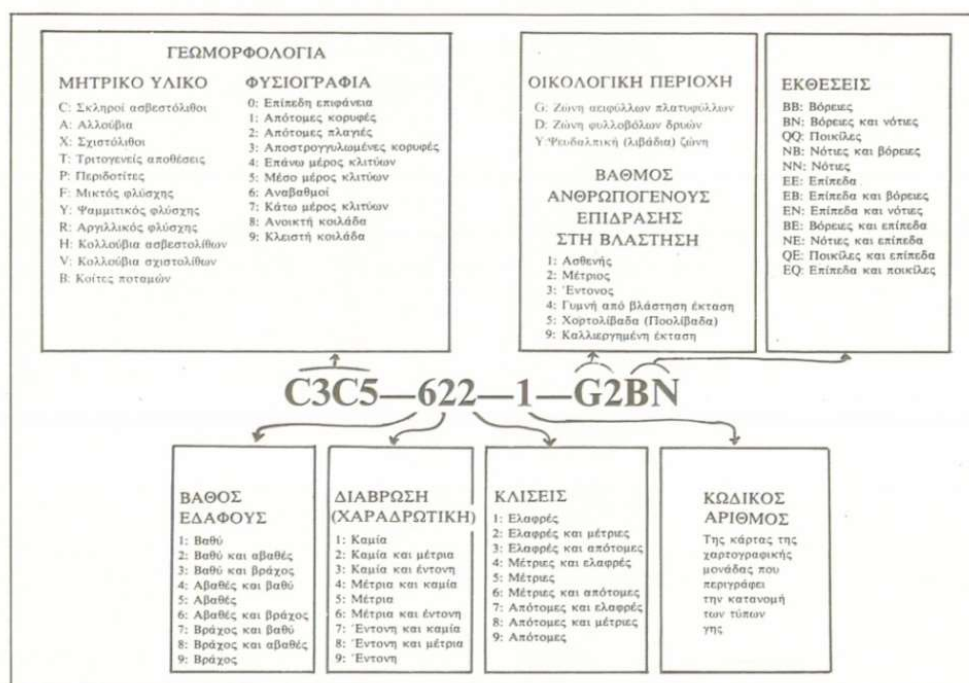 ΓΕΩΜΟΡΦΟΛΟΓΙΑ
ΜΗΤΡΙΚΟ ΥΛΙΚΟ
C: Σκληροί ασβεστόλιθοι
A: Αλλούβια
X: Σχιστόλιθοι
T: Τριτογενείς αποθέσεις
P: Περιδοτίτες
F: Μικτός φλύσχης
Y: Ψαμμιτικός φλύσχης
R: Αργιλλικός φλύσχης
H: Κολλούβια ασβεστολίθων
V: Κολλούβια σχιστολίθων
B: Κοίτες ποταμών
ΦΥΣΙΟΓΡΑΦΙΑ
0: Επίπεδη επιφάνεια
1: Απότομες κορυφές
2: Απότομες πλαγιές
3: Αποστρογγυλωμένες κορυφές
4: Επάνω μέρος κλιτύων
5: Μέσο μέρος κλιτύων
6: Αναβαθμοί
7: Κάτω μέρος κλιτύων
8: Ανοικτή κοιλάδα
9: Κλειστή κοιλάδα
ΟΙΚΟΛΟΓΙΚΗ ΠΕΡΙΟΧΗ
G: Ζώνη αειφύλλων πλατυφύλλων
D: Ζώνη φυλλοβόλων δρυών
Y: Ψευδαλπική (λιβάδια) ζώνη
ΒΑΘΜΟΣ
ΑΝΘΡΩΠΟΓΕΝΟΥΣ
ΕΠΙΔΡΑΣΗΣ
ΣΤΗ ΒΛΑΣΤΗΣΗ
1: Ασθενής
2: Μέτριος
3: Έντονος
4: Γυμνή από βλάστηση έκταση
5: Χορτολίβαδα (Ποολίβαδα)
9: Καλλιεργημένη έκταση
ΕΚΘΕΣΕΙΣ
BB: Βόρειες
BN: Βόρειες και νότιες
QQ: Ποικίλες
NB: Νότιες και βόρειες
NN: Νότιες
EE: Επίπεδα
EB: Επίπεδα και βόρειες
EN: Επίπεδα και νότιες
BE: Βόρειες και επίπεδα
NE: Νότιες και επίπεδα
QE: Ποικίλες και επίπεδα
EQ: Επίπεδα και ποικίλες
C3C5—622—1—G2BN
ΒΑΘΟΣ
ΕΔΑΦΟΥΣ
1: Βαθύ
2: Βαθύ και αβαθές
3: Βαθύ και βράχος
4: Αβαθές και βαθύ
5: Αβαθές
6: Αβαθές και βράχος
7: Βράχος και βαθύ
8: Βράχος και αβαθές
9: Βράχος
ΔΙΑΒΡΩΣΗ
(ΧΑΡΑΔΡΩΤΙΚΗ)
1: Καμία
2: Καμία και μέτρια
3: Καμία και έντονη
4: Μέτρια και καμία
5: Μέτρια
6: Μέτρια και έντονη
7: Έντονη και καμία
8: Έντονη και μέτρια
9: Έντονη
ΚΛΙΣΕΙΣ
1: Ελαφρές
2: Ελαφρές και μέτριες
3: Ελαφρές και απότομες
4: Μέτριες και ελαφρές
5: Μέτριες
6: Μέτριες και απότομες
7: Απότομες και ελαφρές
8: Απότομες και μέτριες
9: Απότομες
ΚΩΔΙΚΟΣ
ΑΡΙΘΜΟΣ
Της κάρτας της
χαρτογραφικής
μονάδας που
περιγράφει
την κατανομή
των τύπων
γης